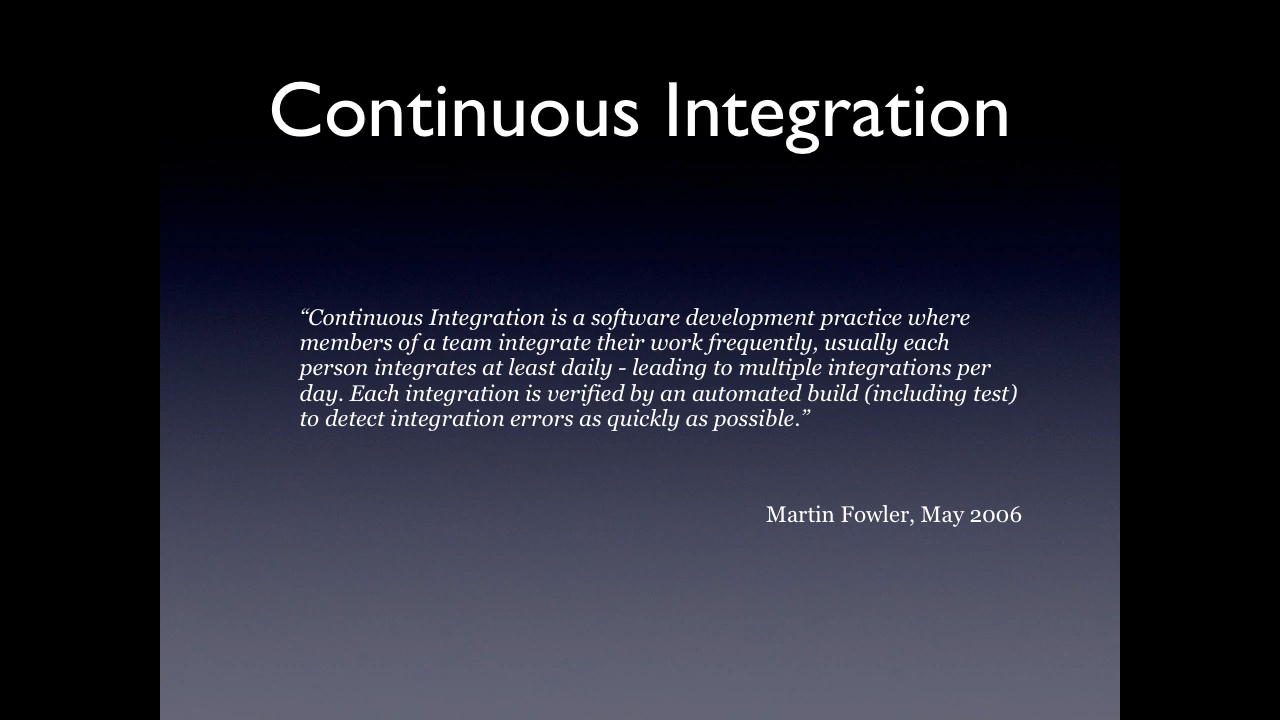 Continuous Integration
“Continuous Integration is a software development practice where
members of a team integrate their work frequently, usually each
person integrates at least daily - leading to multiple integrations per
day. Each integration is verified by an automated build (including test)
to detect integration errors as quickly as possible.”
Martin Fowler, May 2006